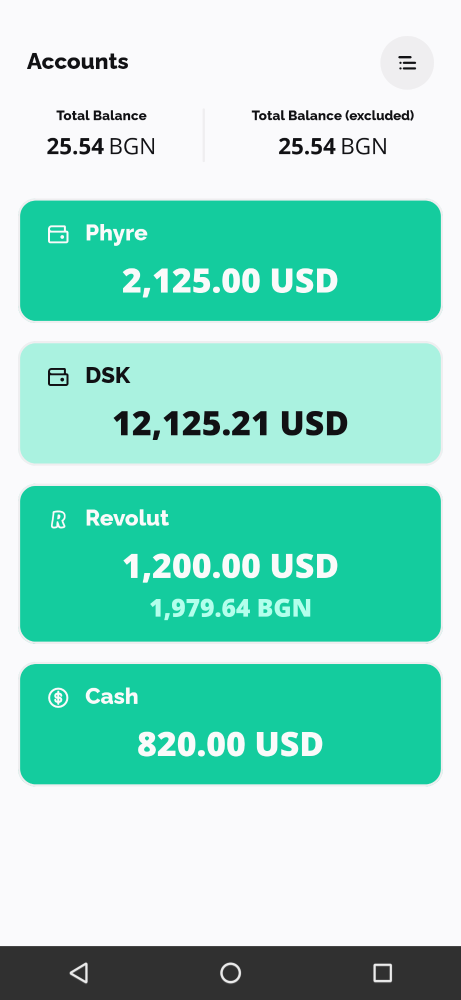 Accounts
Total Balance
25.54 BGN
Total Balance (excluded)
25.54 BGN
Phyre
2,125.00 USD
DSK
12,125.21 USD
Revolut
1,200.00 USD
1,979.64 BGN
Cash
820.00 USD